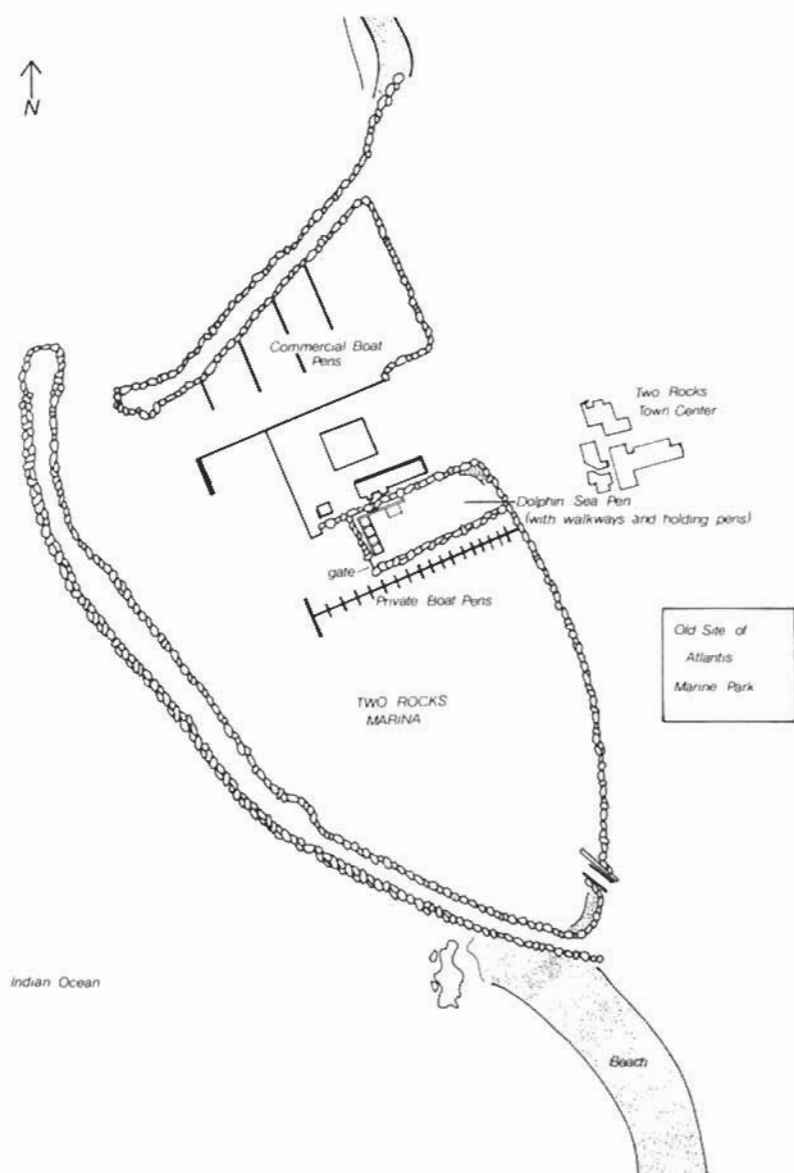 N
Commercial Boat
Pens
Two Rocks
Town Center
Dolphin Sea Pen
(with walkways and holding pens)
gate
Private Boat Pens
Old Site of
Atlantis
Marine Park
TWO ROCKS
MARINA
Indian Ocean
Beach